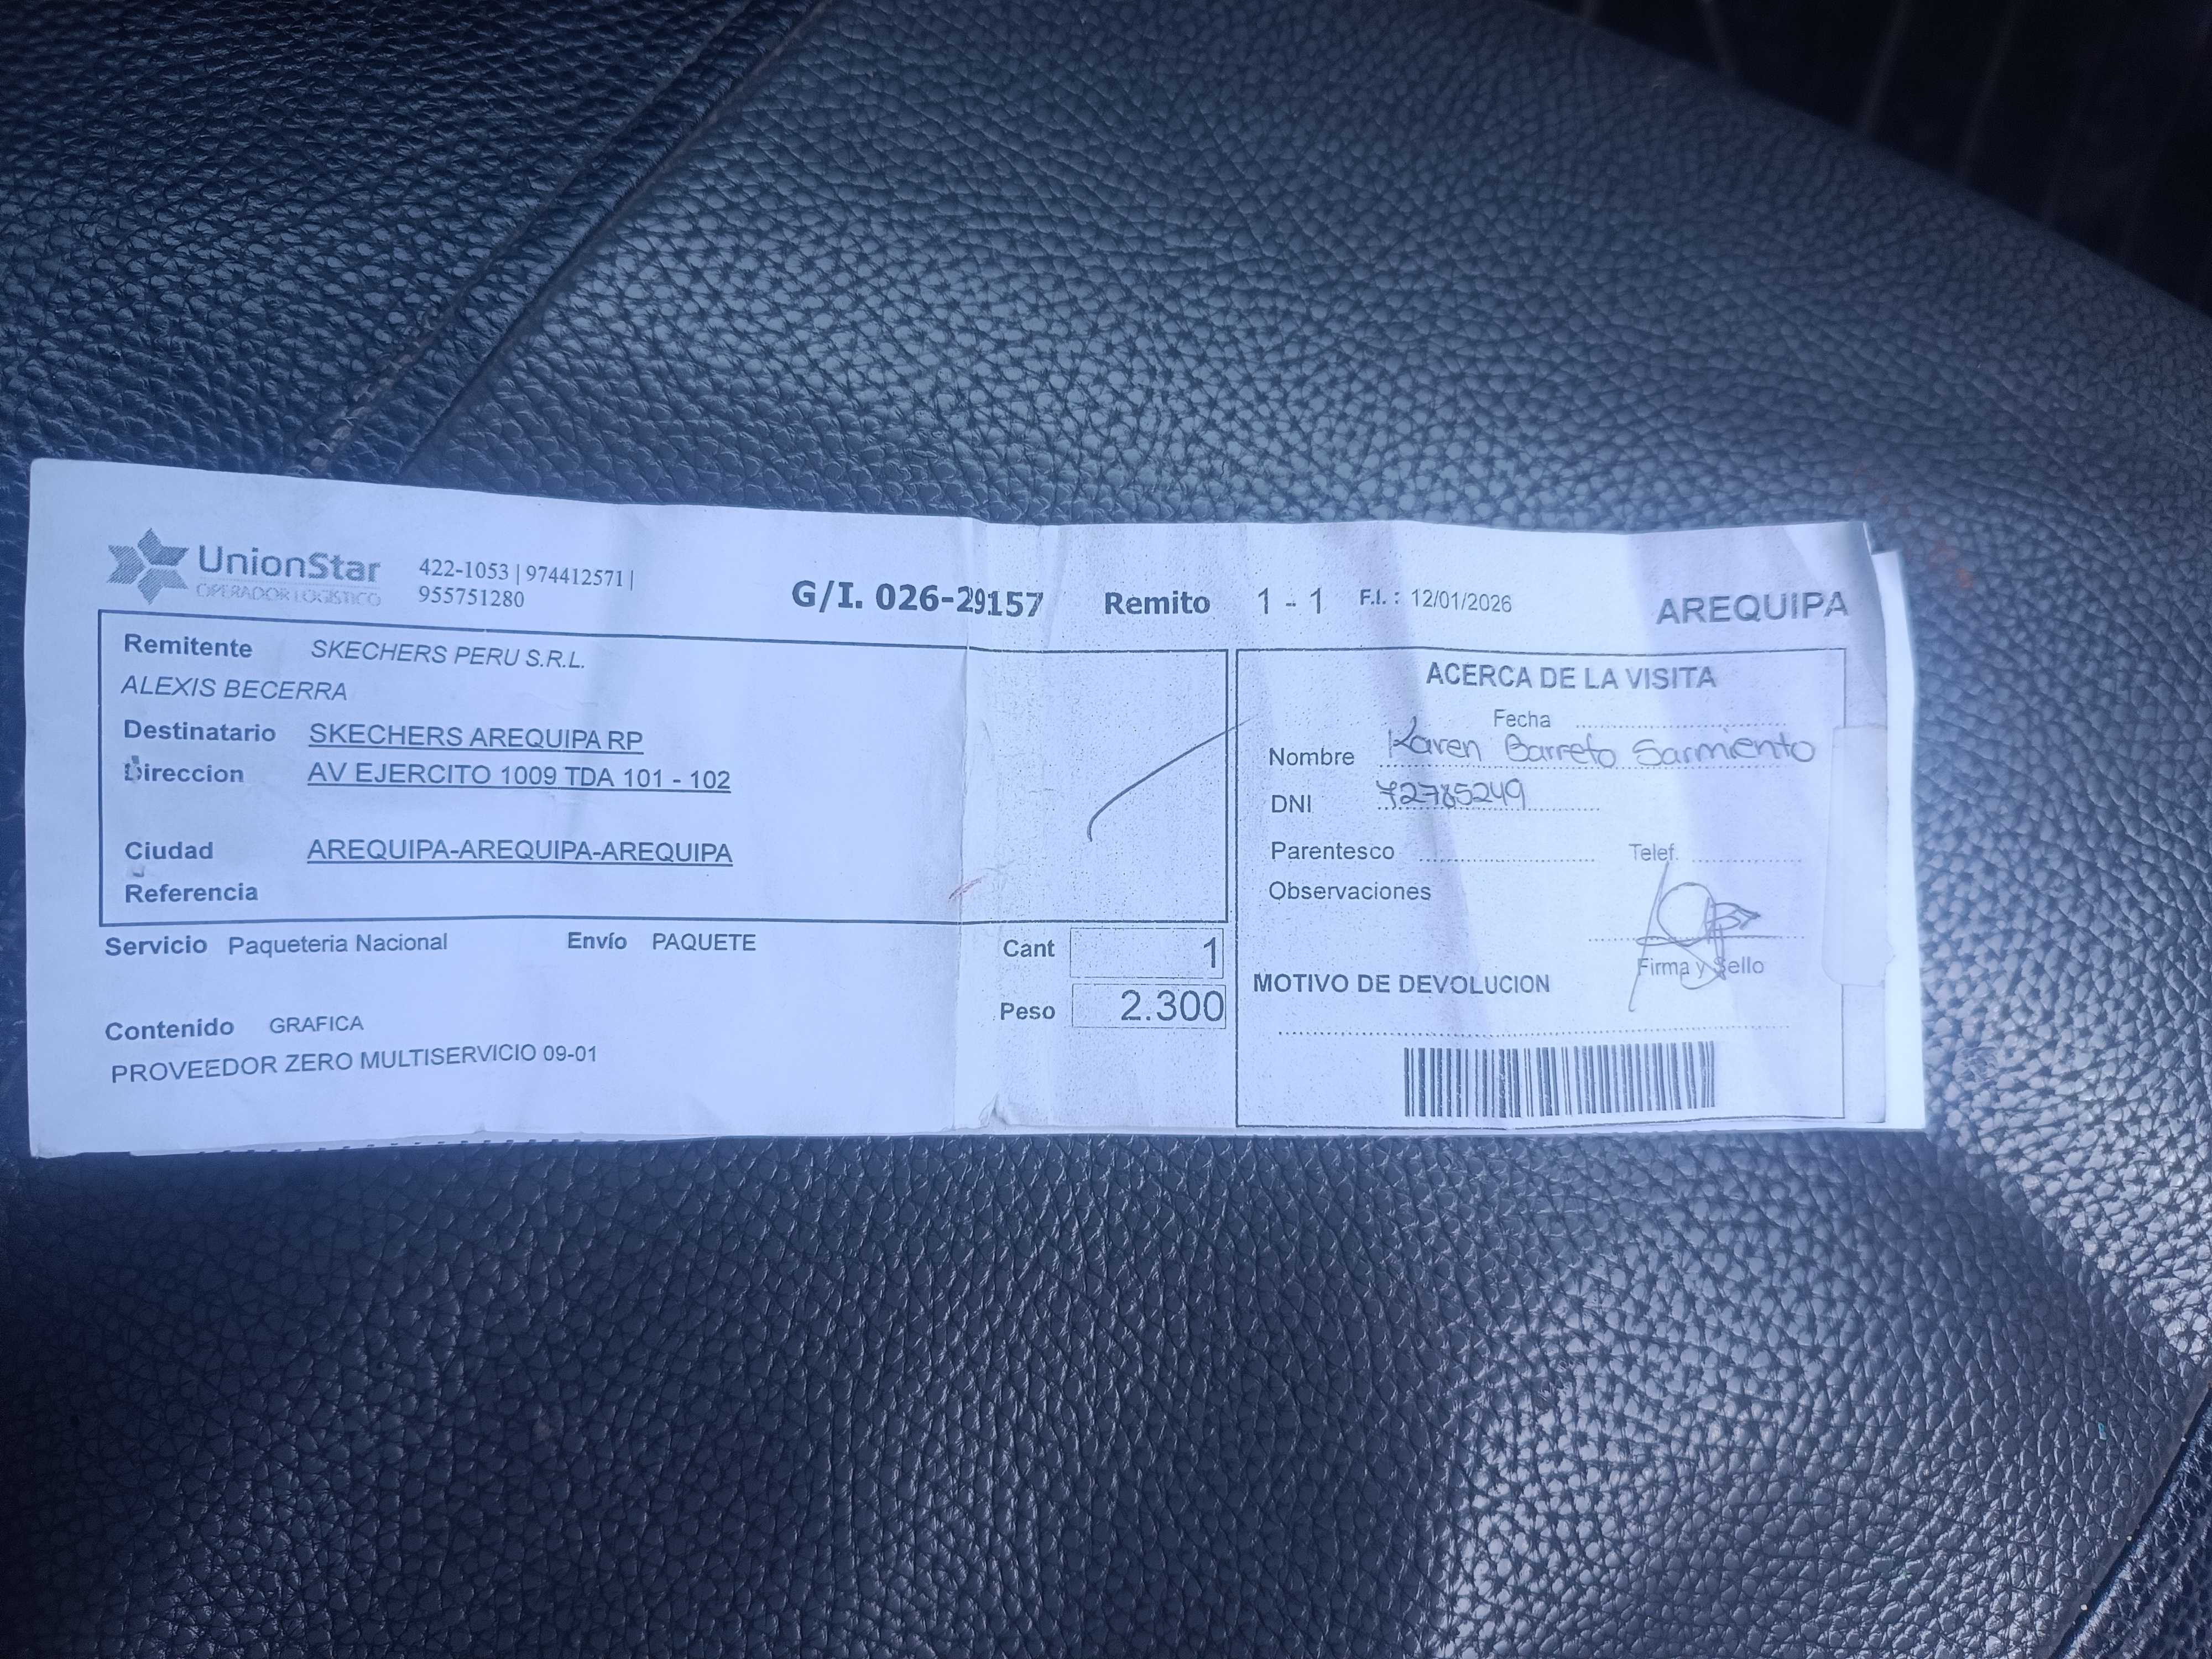 UnionStar
OPERADOR LOGISTICO
422-1053 | 974412571 |
955751280
G/I. 026-29157 Remito 1 - 1 F.I. : 12/01/2026 AREQUIPA
Remitente SKECHERS PERU S.R.L.
ALEXIS BECERRA
Destinatario SKECHERS AREQUIPA RP
Direccion AV EJERCITO 1009 TDA 101 - 102
Ciudad AREQUIPA-AREQUIPA-AREQUIPA
Referencia
Servicio Paqueteria Nacional Envío PAQUETE
Cant 1
Peso 2.300
Contenido GRAFICA
PROVEEDOR ZERO MULTISERVICIO 09-01
ACERCA DE LA VISITA
Fecha
Nombre Karen Barreto Sarmiento
DNI 72785249
Parentesco Telef.
Observaciones
Firma y Sello
MOTIVO DE DEVOLUCION